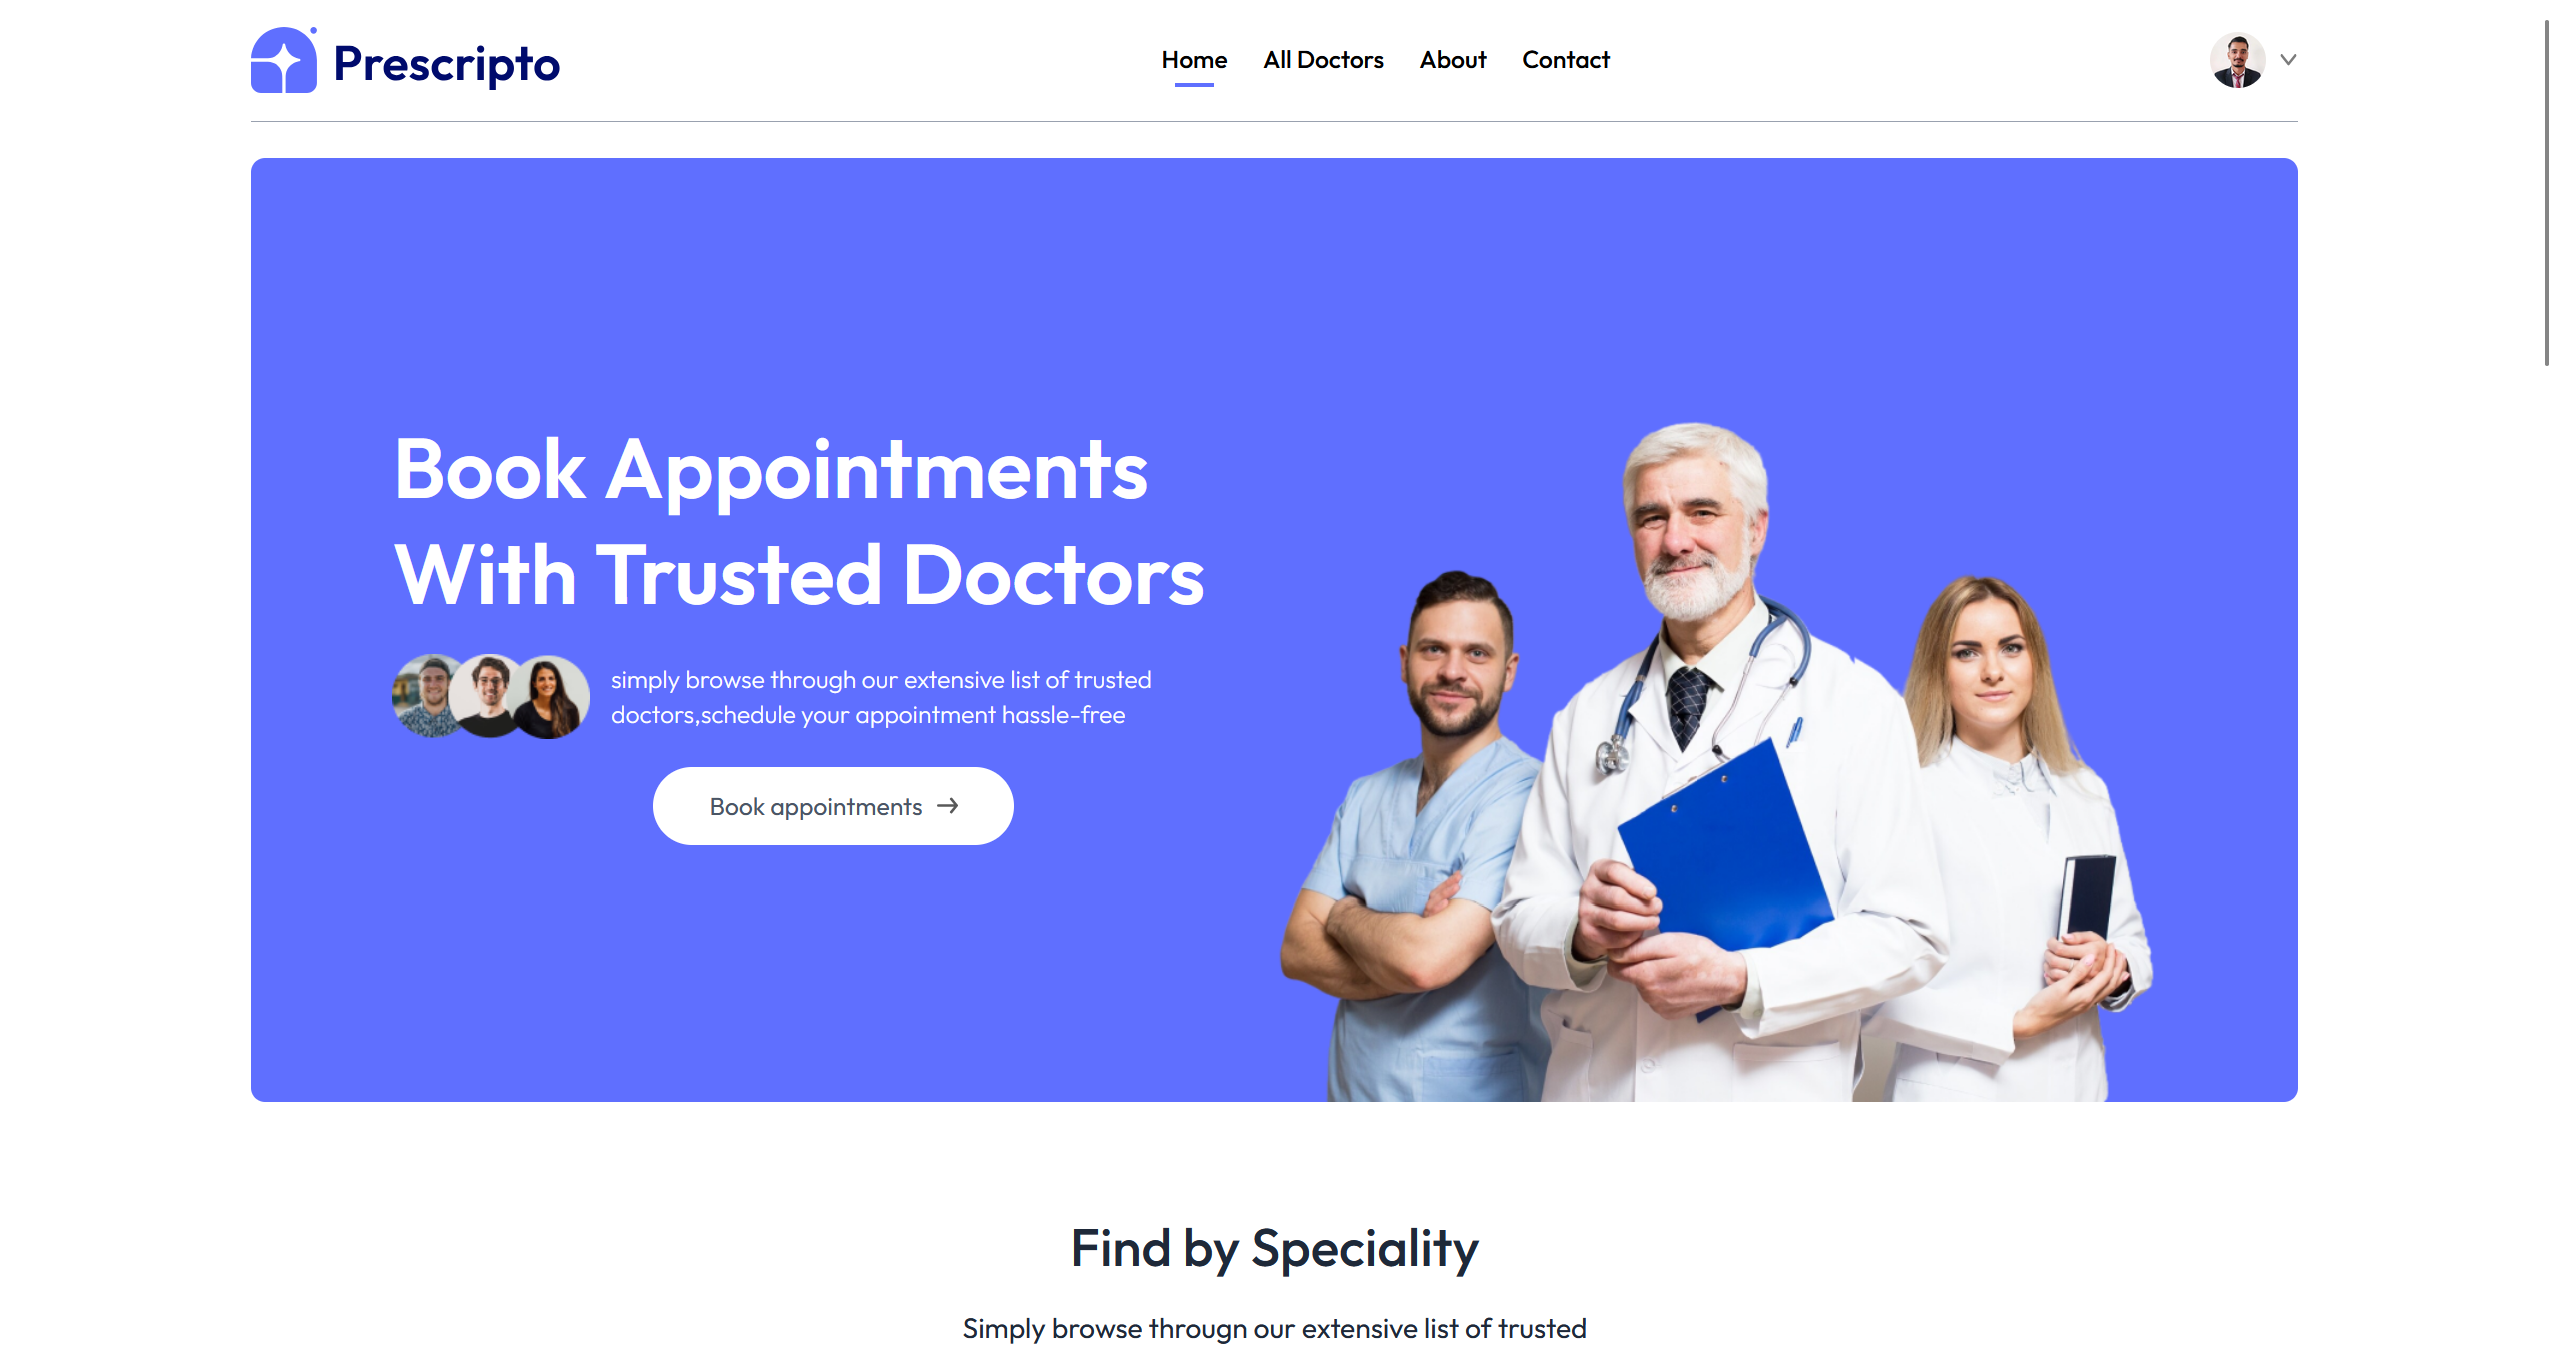 Prescripto
Home All Doctors About Contact
Book Appointments
With Trusted Doctors
simply browse through our extensive list of trusted
doctors,schedule your appointment hassle-free
Book appointments
Find by Speciality
Simply browse througn our extensive list of trusted